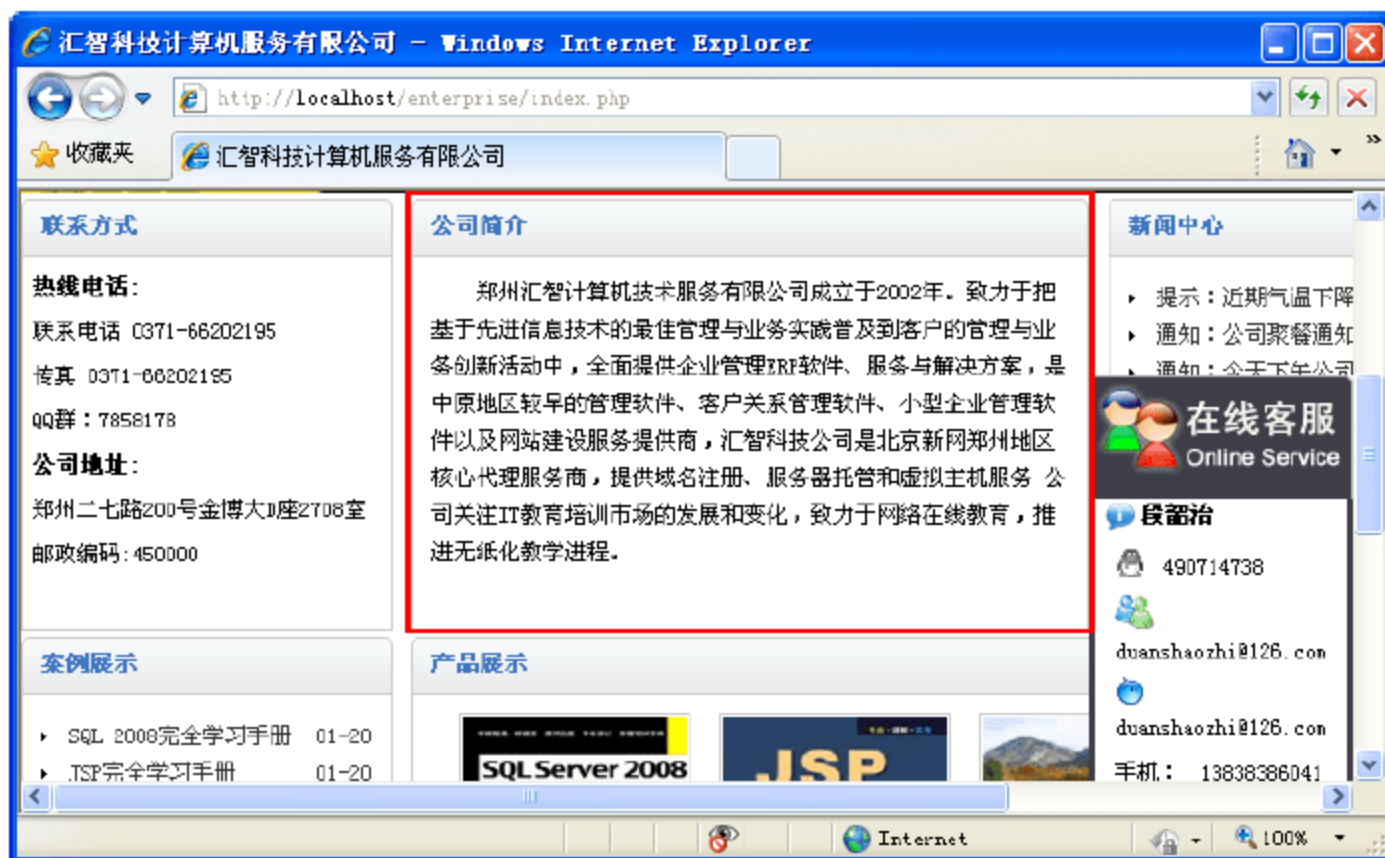 汇智科技计算机服务有限公司 - Windows Internet Explorer
http://localhost/enterprise/index.php
收藏夹
汇智科技计算机服务有限公司
联系方式
热线电话:
联系电话 0371-66202195
传真 0371-66202195
QQ群：7858178
公司地址:
郑州二七路200号金博大D座2708室
邮政编码:450000
公司简介
郑州汇智计算机技术服务有限公司成立于2002年。致力于把
基于先进信息技术的最佳管理与业务实践普及到客户的管理与业
务创新活动中，全面提供企业管理ERP软件、服务与解决方案，是
中原地区较早的管理软件、客户关系管理软件、小型企业管理软
件以及网站建设服务提供商，汇智科技公司是北京新网郑州地区
核心代理服务商，提供域名注册、服务器托管和虚拟主机服务 公
司关注IT教育培训市场的发展和变化，致力于网络在线教育，推
进无纸化教学进程。
新闻中心
提示：近期气温下降
通知：公司聚餐通知
通知：今天下午公司
在线客服
Online Service
段韶治
490714738
duanshaozhi@126.com
duanshaozhi@126.com
手机： 13838386041
案例展示
SQL 2008完全学习手册 01-20
JSP完全学习手册 01-20
产品展示
SQL Server 2008
JSP
Internet
100%